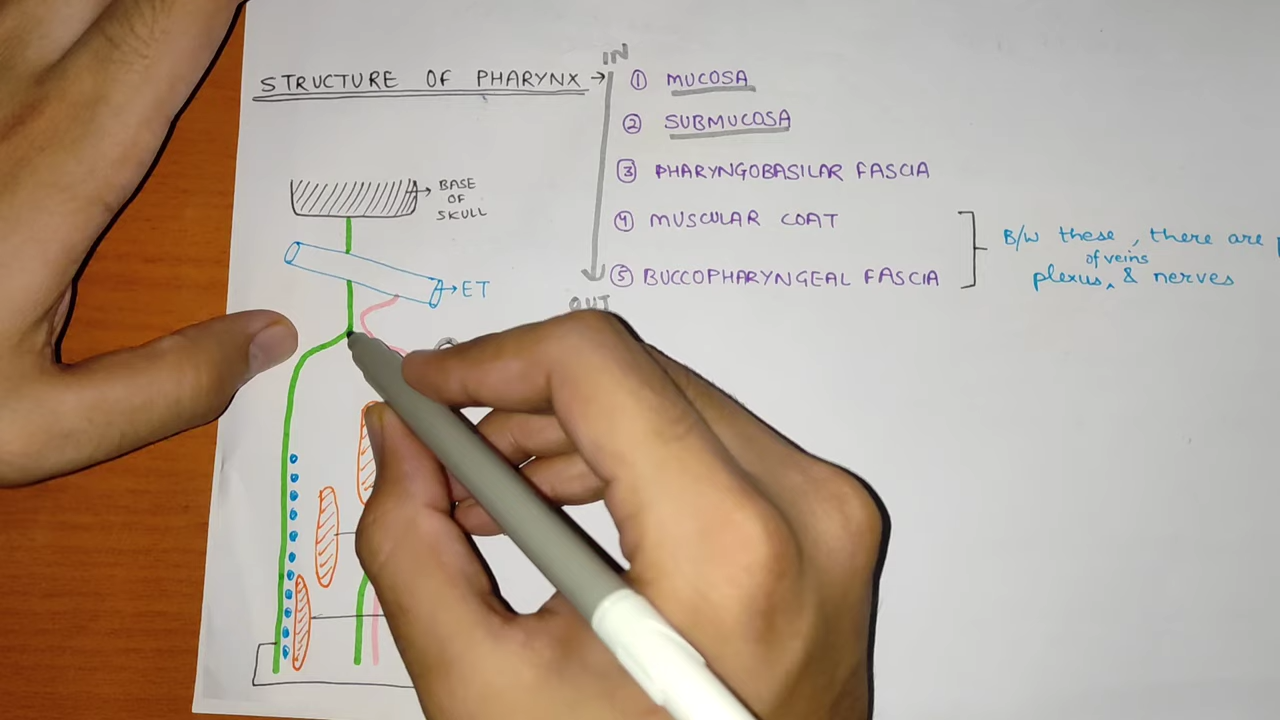 STRUCTURE OF PHARYNX →
IN
① MUCOSA
② SUBMUCOSA
③ PHARYNGOBASILAR FASCIA
④ MUSCULAR COAT
⑤ BUCCOPHARYNGEAL FASCIA
OUT
B/W these, there are
of veins
plexus, & nerves
BASE
OF
SKULL
ET